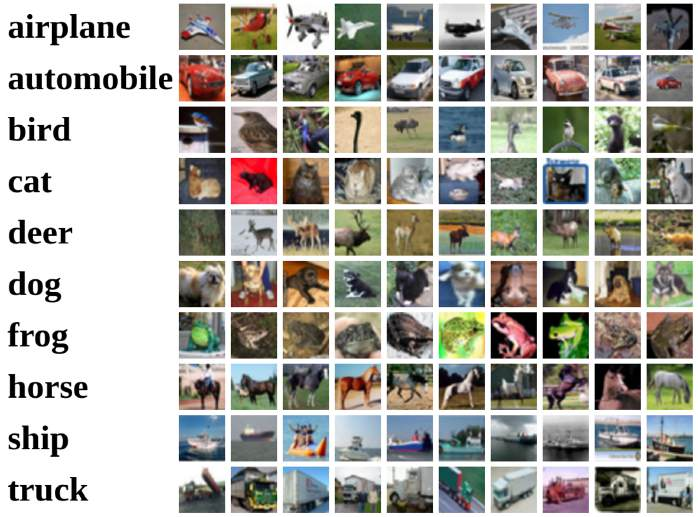 airplane
automobile
bird
cat
deer
dog
frog
horse
ship
truck